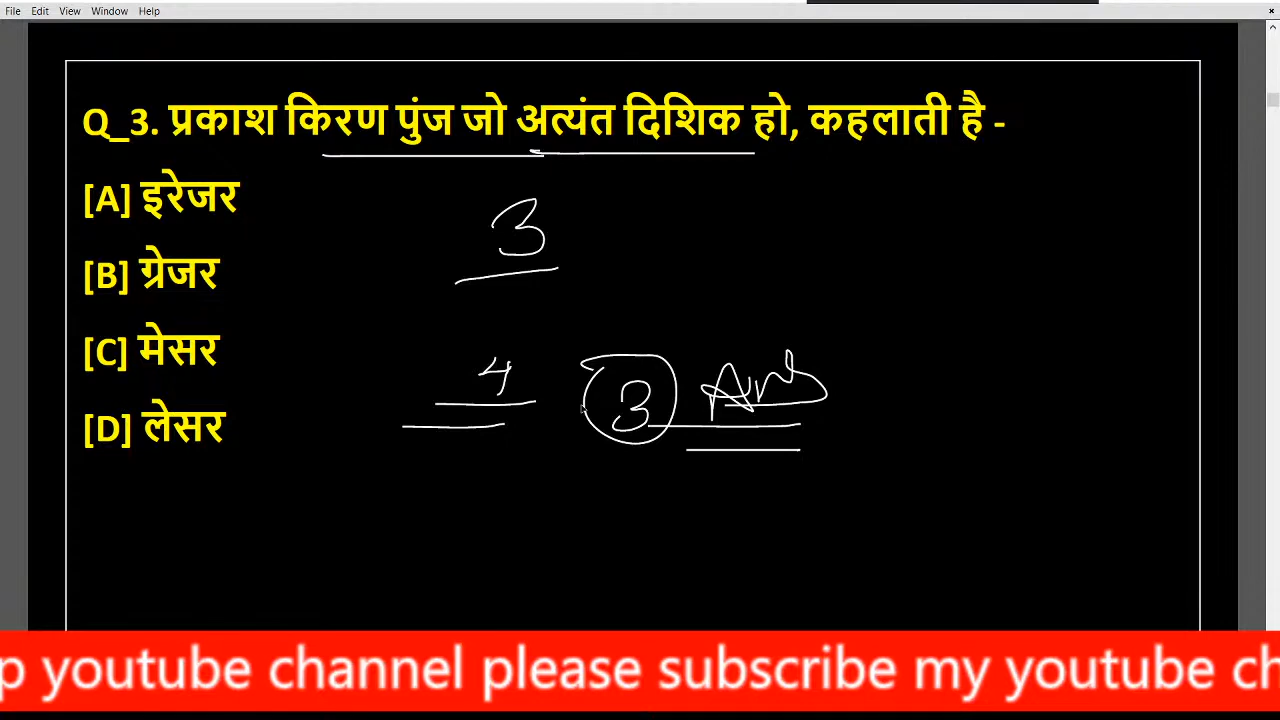 File Edit View Window Help
Q_3. प्रकाश किरण पुंज जो अत्यंत दिशिक हो, कहलाती है -
[A] इरेजर
3
[B] ग्रेजर
[C] मेसर
4 3 Ans
[D] लेसर
p youtube channel please subscribe my youtube ch